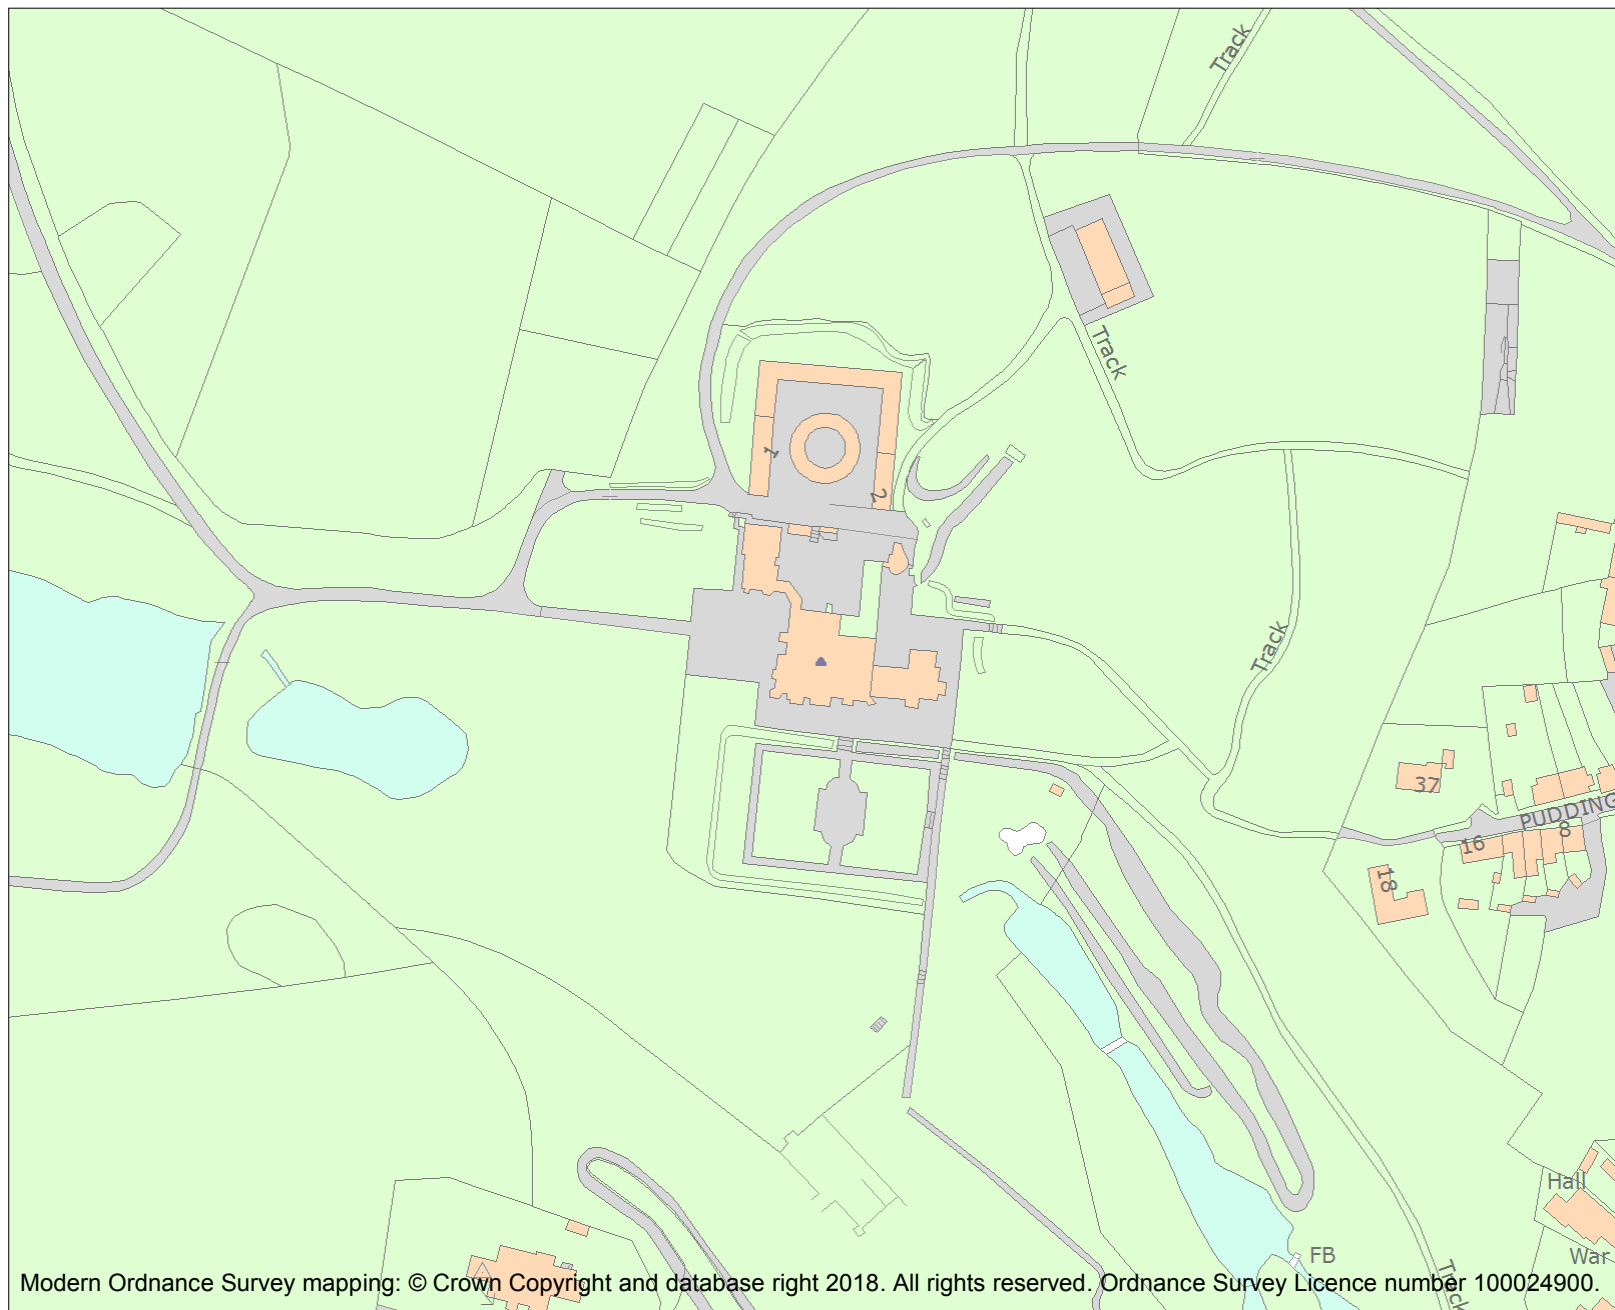 Track
Track
1
2
Track
37
PUDDING
8
16
18
Hall
War
FB
Track
Modern Ordnance Survey mapping: © Crown Copyright and database right 2018. All rights reserved. Ordnance Survey Licence number 100024900.